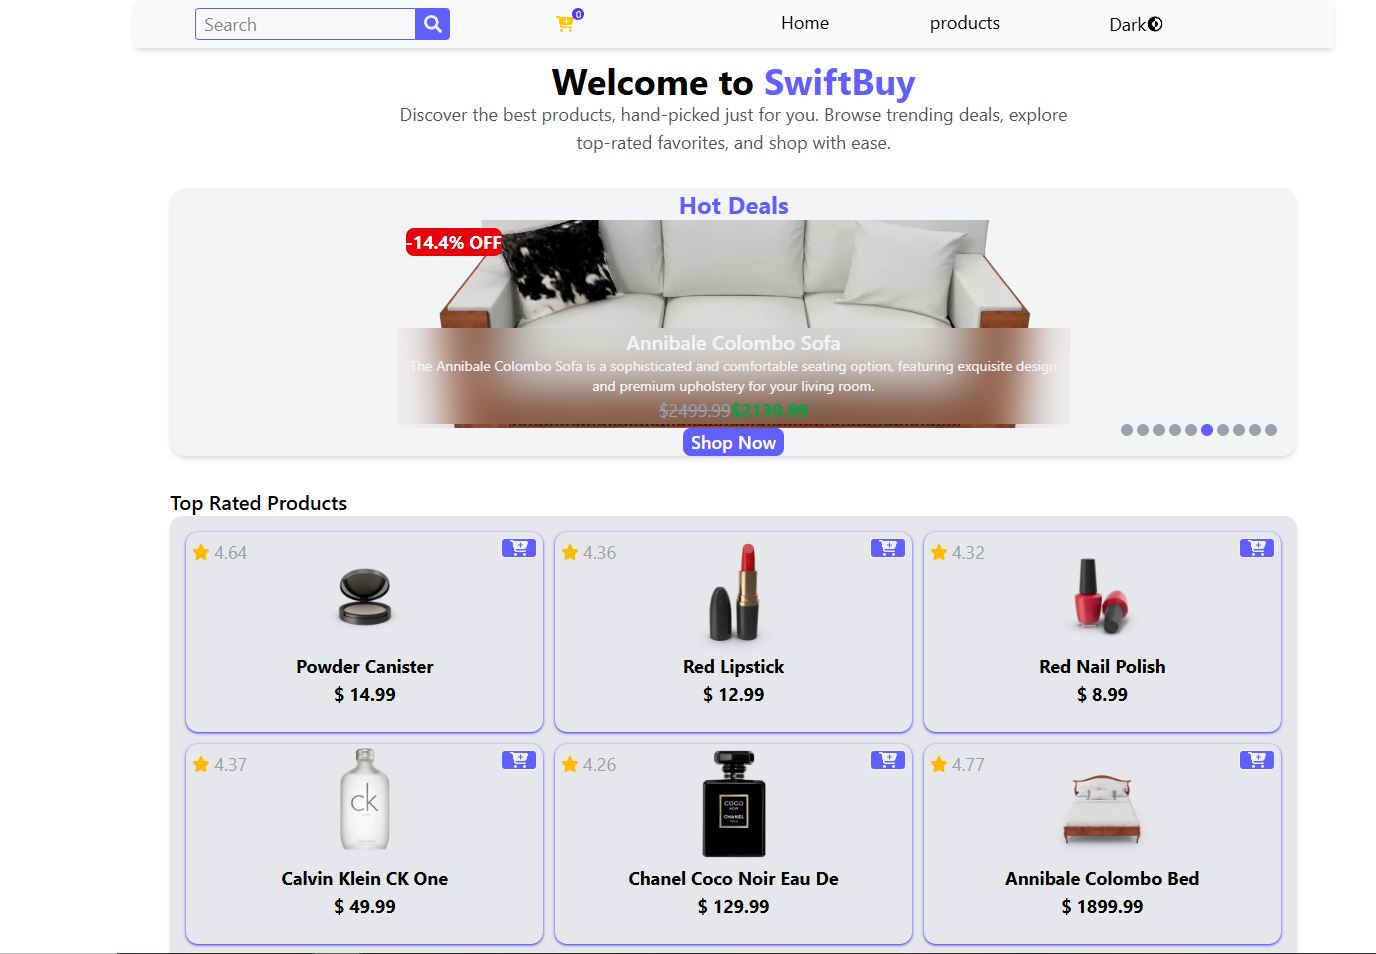 Search
0
Home
products
Dark
Welcome to SwiftBuy
Discover the best products, hand-picked just for you. Browse trending deals, explore
top-rated favorites, and shop with ease.
Hot Deals
-14.4% OFF
Annibale Colombo Sofa
The Annibale Colombo Sofa is a sophisticated and comfortable seating option, featuring exquisite design
and premium upholstery for your living room.
$2499.99$2139.99
Shop Now
Top Rated Products
4.64
Powder Canister
$ 14.99
4.36
Red Lipstick
$ 12.99
4.32
Red Nail Polish
$ 8.99
4.37
ck
Calvin Klein CK One
$ 49.99
4.26
COCO
NOIR
CHANEL
PARIS
Chanel Coco Noir Eau De
$ 129.99
4.77
Annibale Colombo Bed
$ 1899.99